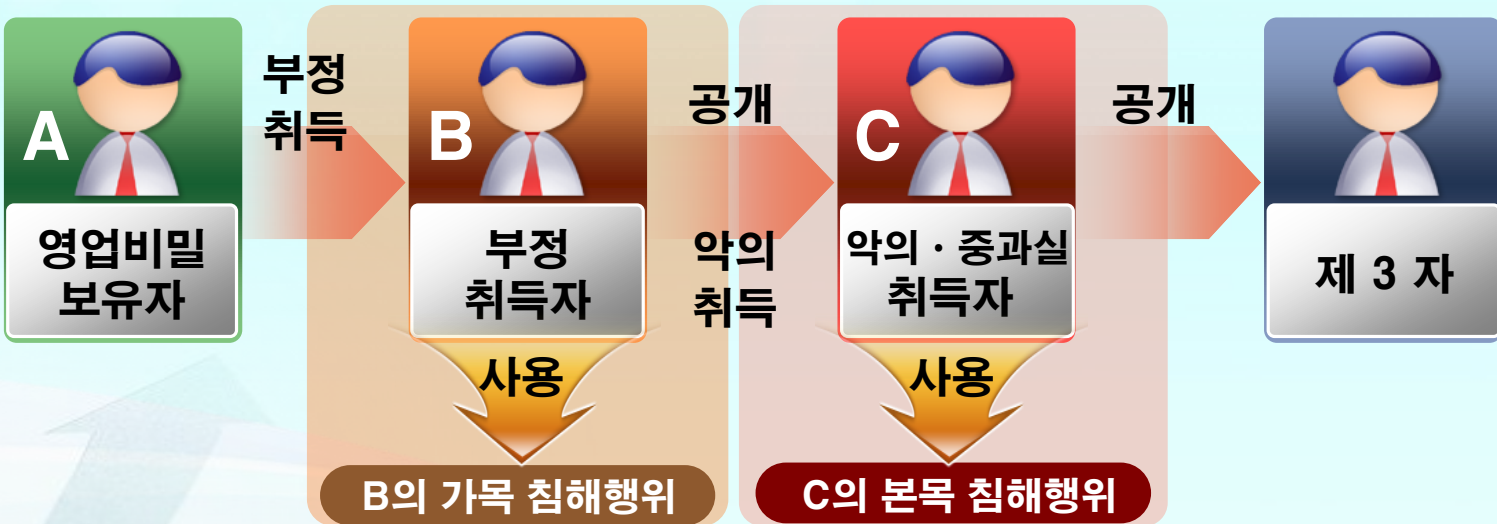 A
영업비밀
보유자
부정
취득
B
부정
취득자
사용
B의 가목 침해행위
공개
악의
취득
C
악의 · 중과실
취득자
사용
C의 본목 침해행위
공개
제 3 자